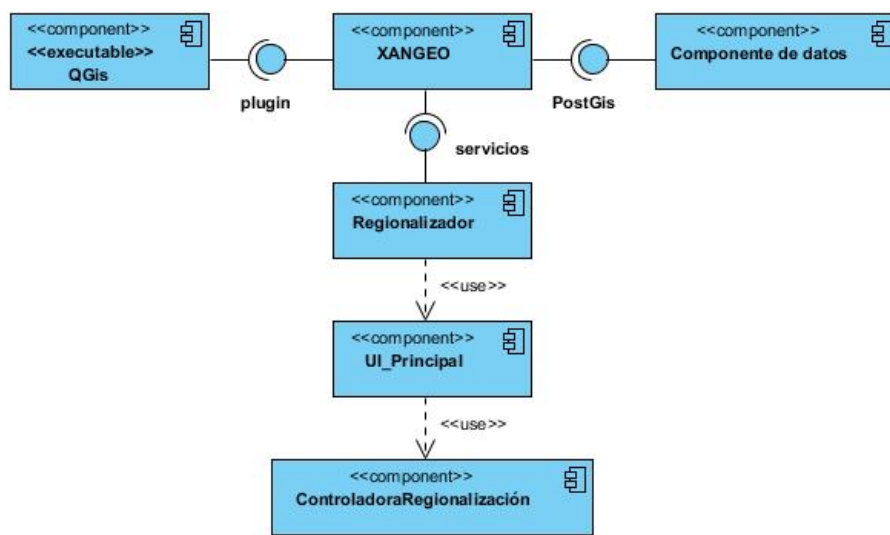 <<component>>
<<executable>>
QGis
plugin
<<component>>
XANGEO
PostGis
<<component>>
Componente de datos
servicios
<<component>>
Regionalizador
<<use>>
<<component>>
UI_Principal
<<use>>
<<component>>
ControladoraRegionalización